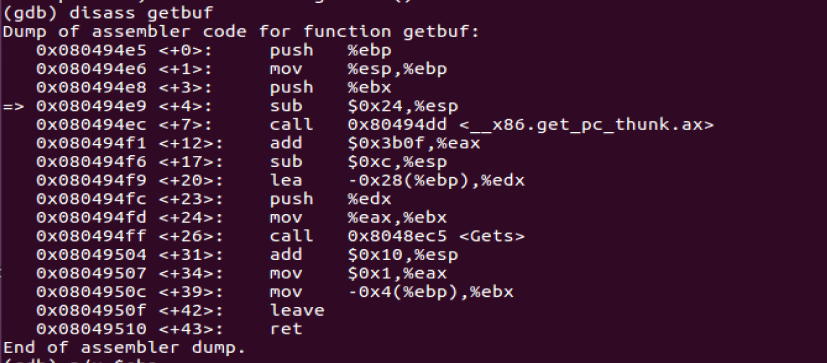 (gdb) disass getbuf
Dump of assembler code for function getbuf:
   0x080494e5 <+0>:     push   %ebp
   0x080494e6 <+1>:     mov    %esp,%ebp
   0x080494e8 <+3>:     push   %ebx
=> 0x080494e9 <+4>:     sub    $0x24,%esp
   0x080494ec <+7>:     call   0x80494dd <__x86.get_pc_thunk.ax>
   0x080494f1 <+12>:    add    $0x3b0f,%eax
   0x080494f6 <+17>:    sub    $0xc,%esp
   0x080494f9 <+20>:    lea    -0x28(%ebp),%edx
   0x080494fc <+23>:    push   %edx
   0x080494fd <+24>:    mov    %eax,%ebx
   0x080494ff <+26>:    call   0x8048ec5 <Gets>
   0x08049504 <+31>:    add    $0x10,%esp
   0x08049507 <+34>:    mov    $0x1,%eax
   0x0804950c <+39>:    mov    -0x4(%ebp),%ebx
   0x0804950f <+42>:    leave
   0x08049510 <+43>:    ret
End of assembler dump.